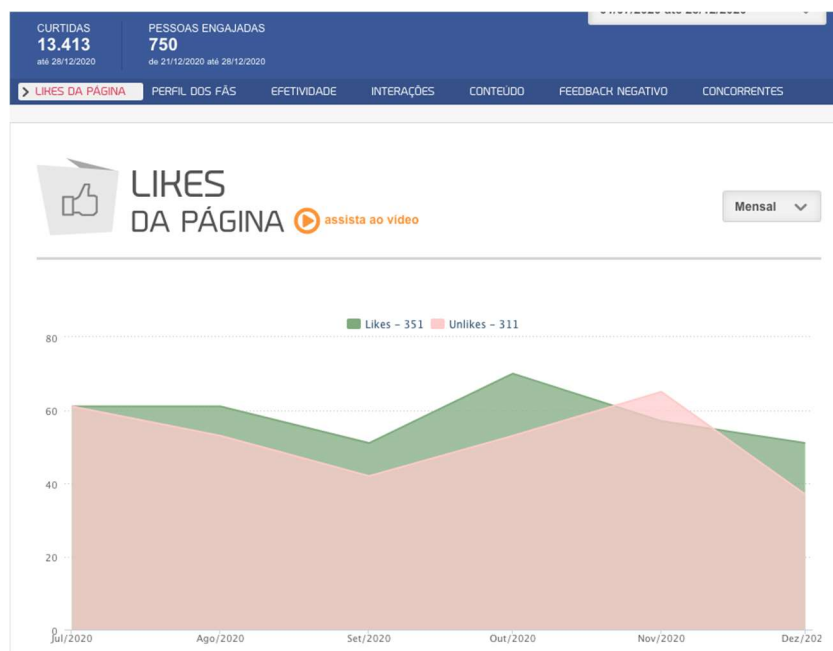 CURTIDAS
13.413
até 28/12/2020
PESSOAS ENGAJADAS
750
de 21/12/2020 até 28/12/2020
LIKES DA PÁGINA PERFIL DOS FÃS EFETIVIDADE INTERAÇÕES CONTEÚDO FEEDBACK NEGATIVO CONCORRENTES
LIKES
DA PÁGINA assista ao vídeo
Mensal
Likes - 351 Unlikes - 311
80
60
40
20
0
Jul/2020 Ago/2020 Set/2020 Out/2020 Nov/2020 Dez/202